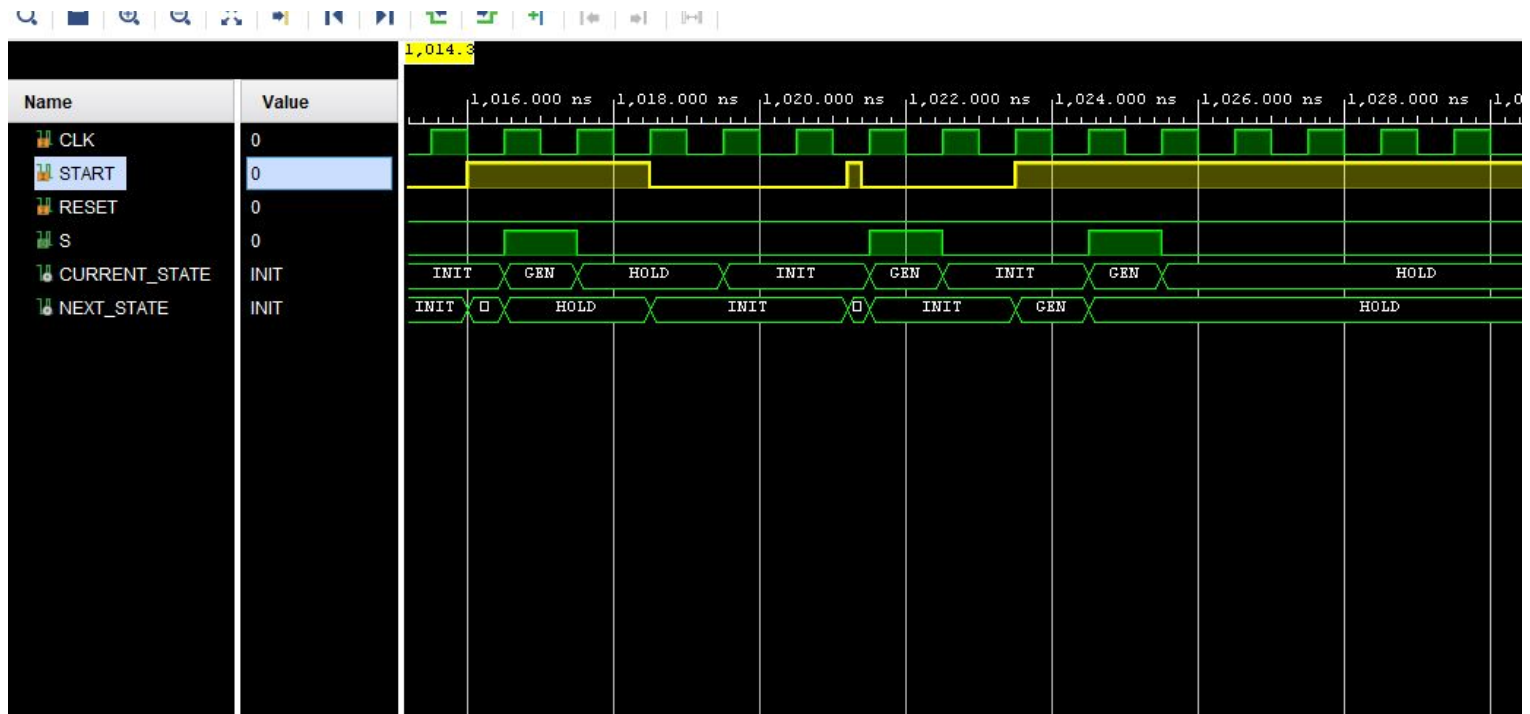 1,014.3
Name Value
1,016.000 ns 1,018.000 ns 1,020.000 ns 1,022.000 ns 1,024.000 ns 1,026.000 ns 1,028.000 ns 1,0
CLK 0
START 0
RESET 0
S 0
CURRENT_STATE INIT INIT GEN HOLD INIT GEN INIT GEN HOLD
NEXT_STATE INIT INIT HOLD INIT INIT GEN HOLD